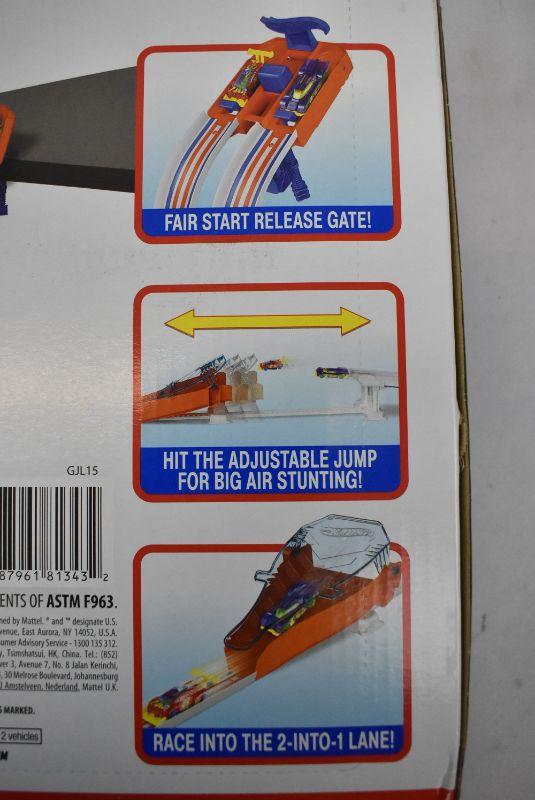 FAIR START RELEASE GATE!
HIT THE ADJUSTABLE JUMP
FOR BIG AIR STUNTING!
GJL15
87961 81343 2
ENTS OF ASTM F963.
ned by Mattel. ® and ™ designate U.S.
venue, East Aurora, NY 14052, U.S.A.
sumer Advisory Service - 1300 135 312.
y, Tsimshatsui, HK, China. Tel.: (852)
ver 3, Avenue 7, No. 8 Jalan Kerinchi,
, 30 Melrose Boulevard, Johannesburg
J Amstelveen, Nederland. Mattel U.K.
S MARKED.
2 vehicles
RACE INTO THE 2-INTO-1 LANE!